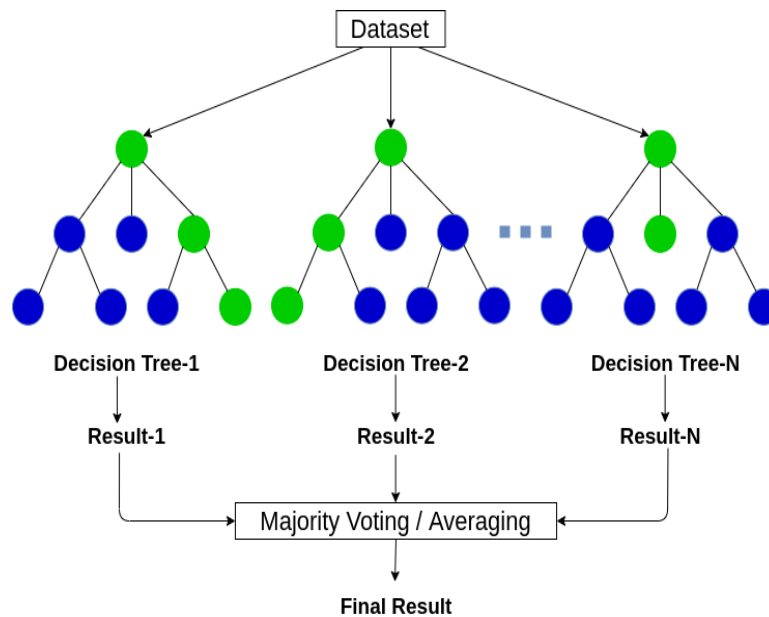 Dataset
Decision Tree-1
Decision Tree-2
Decision Tree-N
Result-1
Result-2
Result-N
Majority Voting / Averaging
Final Result